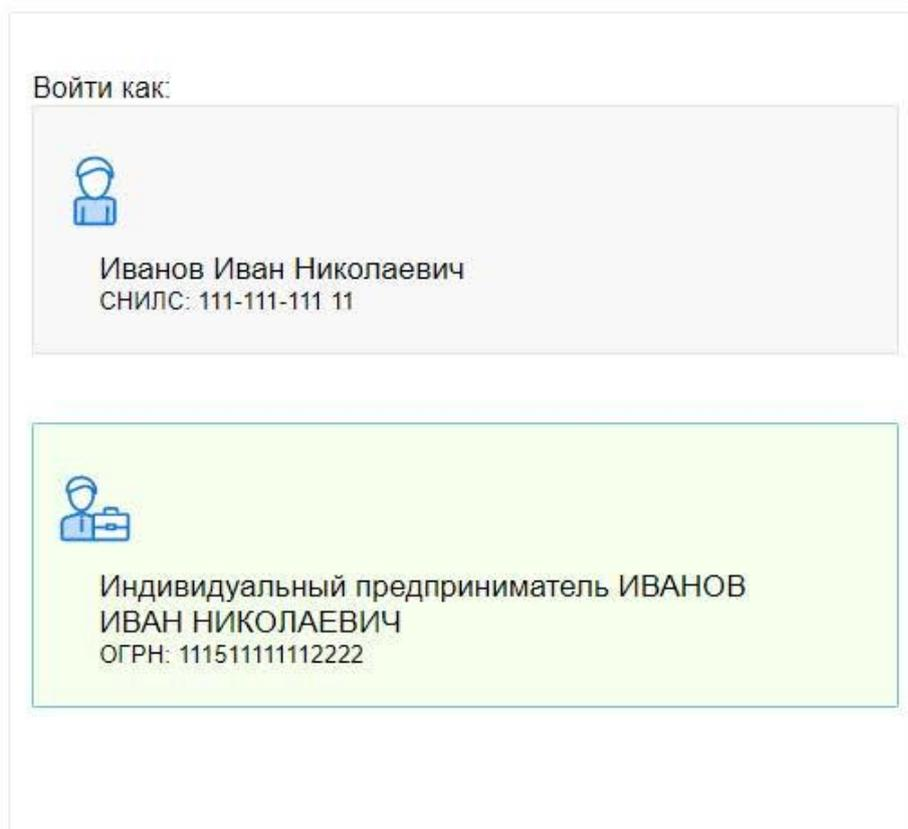 Войти как:
Иванов Иван Николаевич
СНИЛС: 111-111-111 11
Индивидуальный предприниматель ИВАНОВ
ИВАН НИКОЛАЕВИЧ
ОГРН: 111511111112222